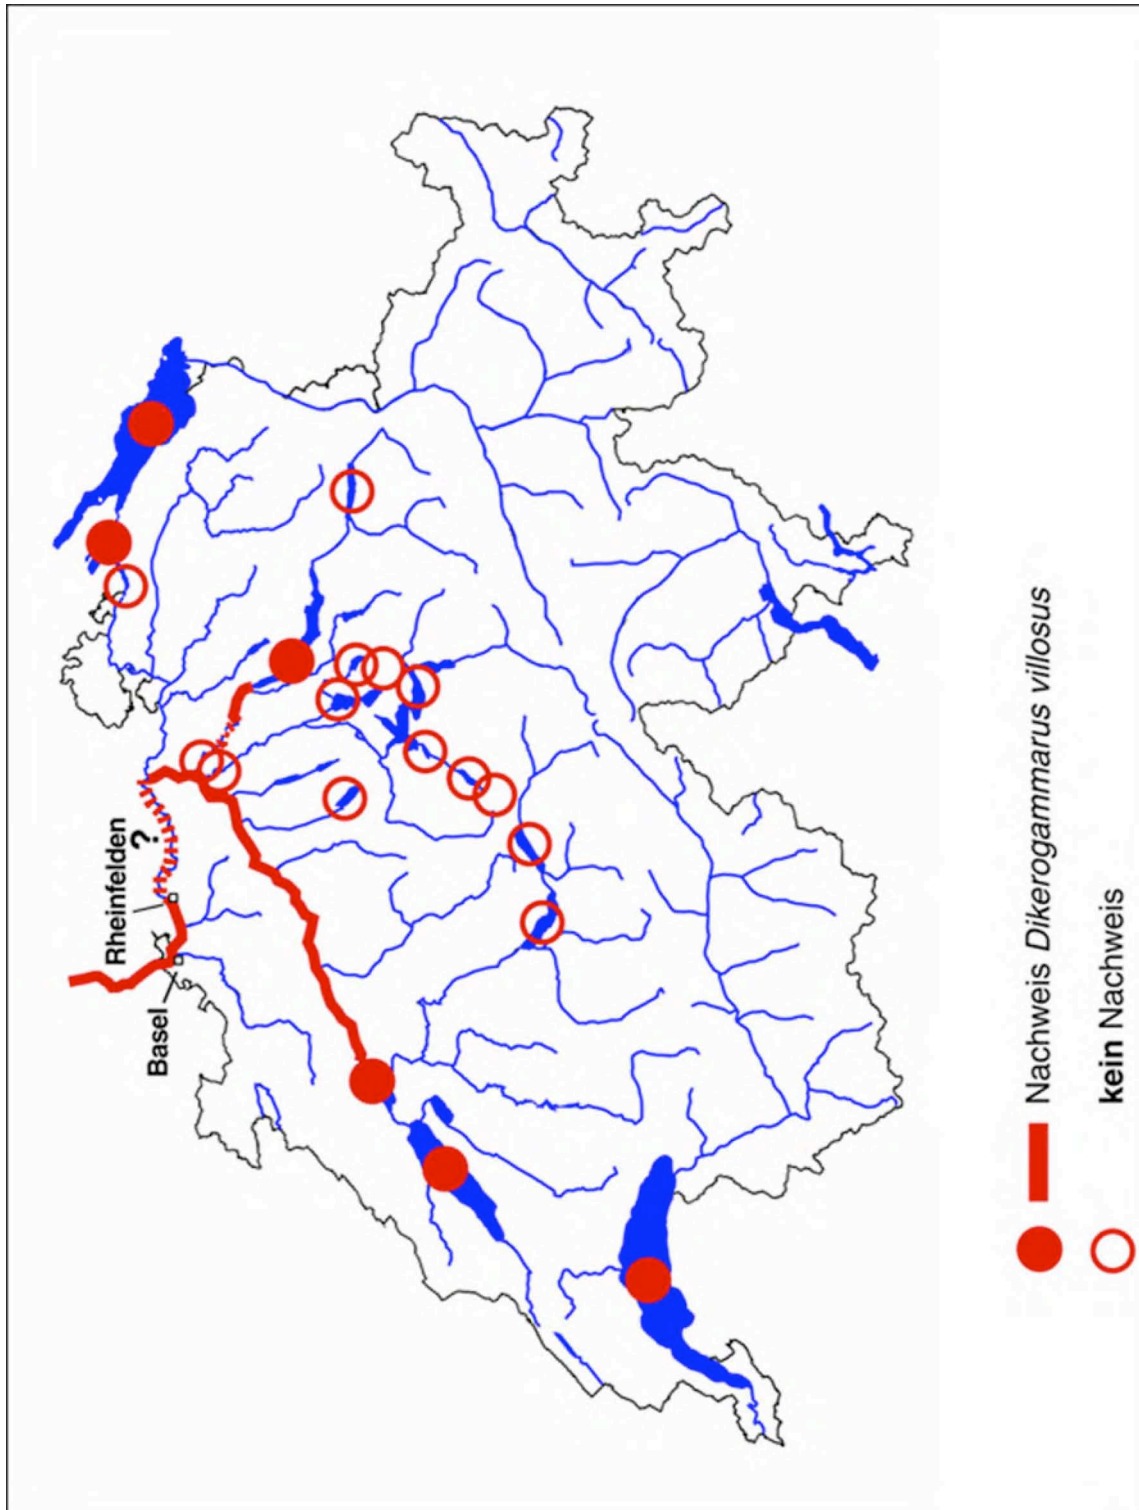 Rheinfelden
?
Basel
Nachweis Dikerogammarus villosus
kein Nachweis